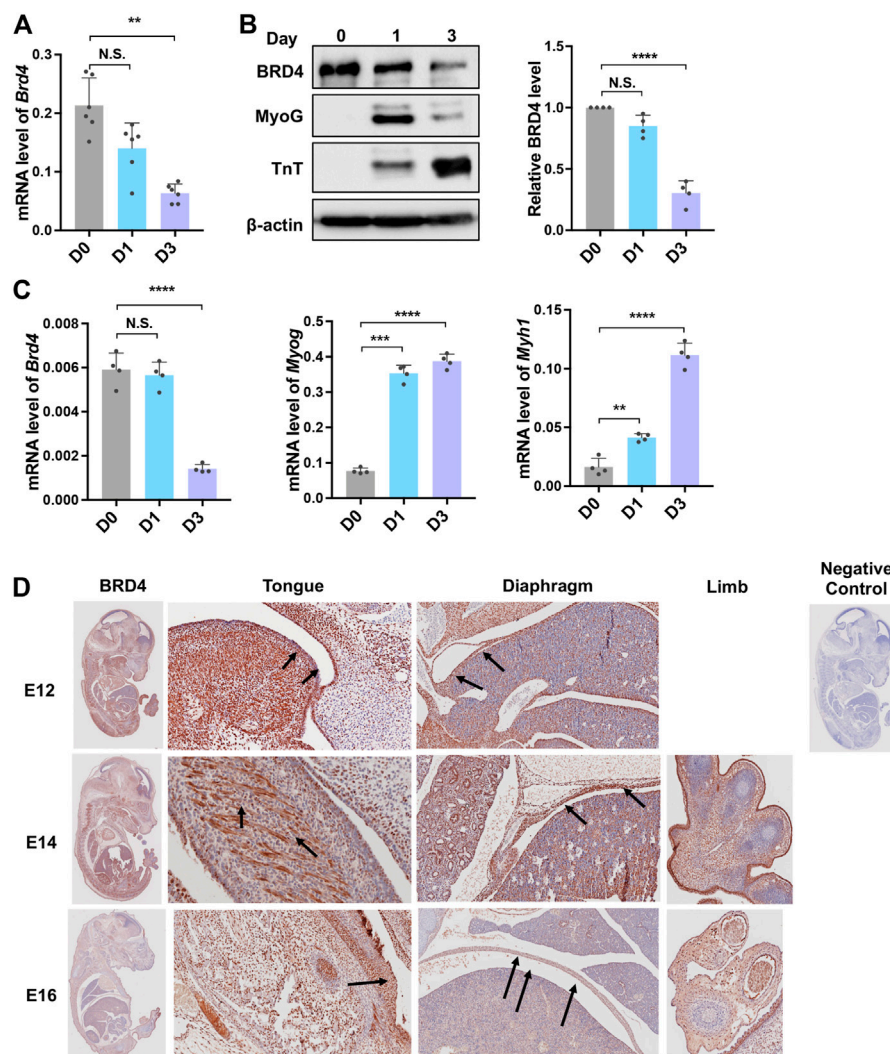 A
**
N.S.
mRNA level of Brd4
0.3
0.2
0.1
0.0
D0
D1
D3
B
Day 0 1 3
BRD4
MyoG
TnT
β-actin
****
N.S.
Relative BRD4 level
1.5
1.0
0.5
0.0
D0
D1
D3
C
****
N.S.
mRNA level of Brd4
0.008
0.006
0.004
0.002
0.000
D0
D1
D3
****
***
mRNA level of Myog
0.5
0.4
0.3
0.2
0.1
0.0
D0
D1
D3
****
**
mRNA level of Myh1
0.15
0.10
0.05
0.00
D0
D1
D3
D
BRD4 Tongue Diaphragm Limb Negative
Control
E12
E14
E16